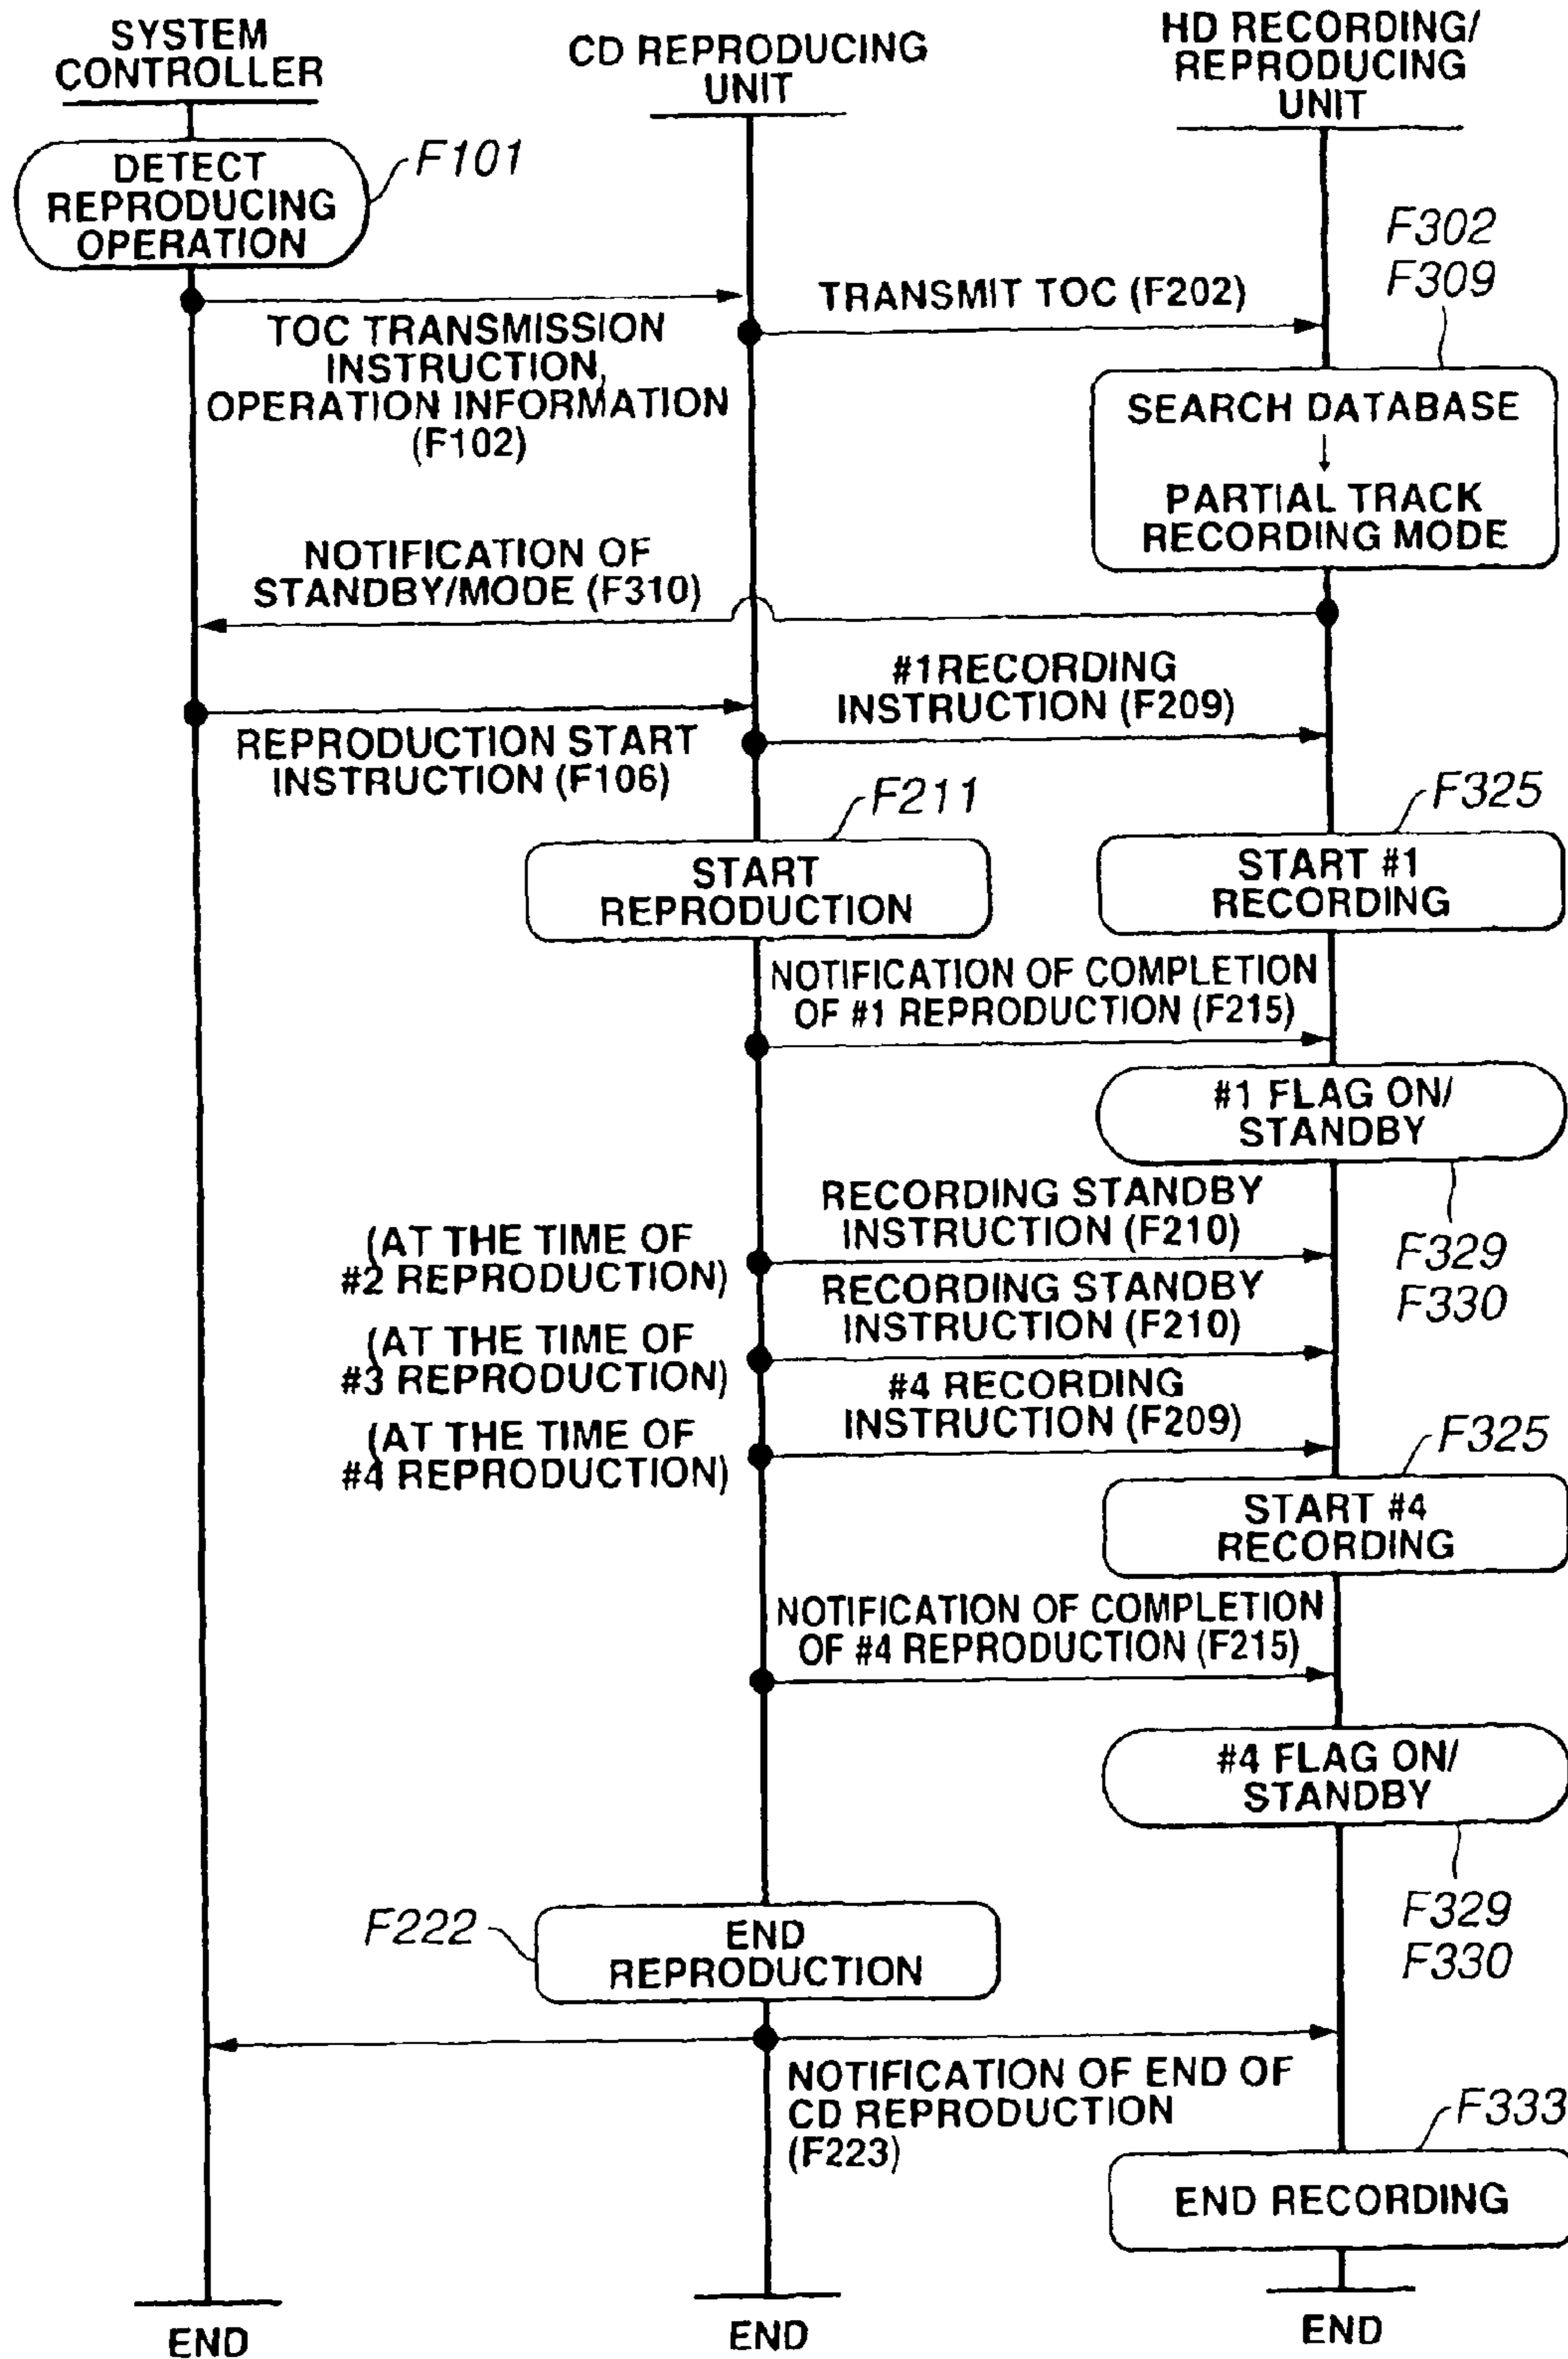 SYSTEM
CONTROLLER
CD REPRODUCING
UNIT
HD RECORDING/
REPRODUCING
UNIT
DETECT
REPRODUCING
OPERATION
F101
F302
F309
TOC TRANSMISSION
INSTRUCTION,
OPERATION INFORMATION
(F102)
TRANSMIT TOC (F202)
SEARCH DATABASE
PARTIAL TRACK
RECORDING MODE
NOTIFICATION OF
STANDBY/MODE (F310)
#1RECORDING
INSTRUCTION (F209)
REPRODUCTION START
INSTRUCTION (F106)
F211
F325
START
REPRODUCTION
START #1
RECORDING
NOTIFICATION OF COMPLETION
OF #1 REPRODUCTION (F215)
#1 FLAG ON/
STANDBY
F329
F330
(AT THE TIME OF
#2 REPRODUCTION)
RECORDING STANDBY
INSTRUCTION (F210)
(AT THE TIME OF
#3 REPRODUCTION)
RECORDING STANDBY
INSTRUCTION (F210)
(AT THE TIME OF
#4 REPRODUCTION)
#4 RECORDING
INSTRUCTION (F209)
F325
START #4
RECORDING
NOTIFICATION OF COMPLETION
OF #4 REPRODUCTION (F215)
#4 FLAG ON/
STANDBY
F329
F330
F222
END
REPRODUCTION
NOTIFICATION OF END OF
CD REPRODUCTION
(F223)
F333
END RECORDING
END
END
END